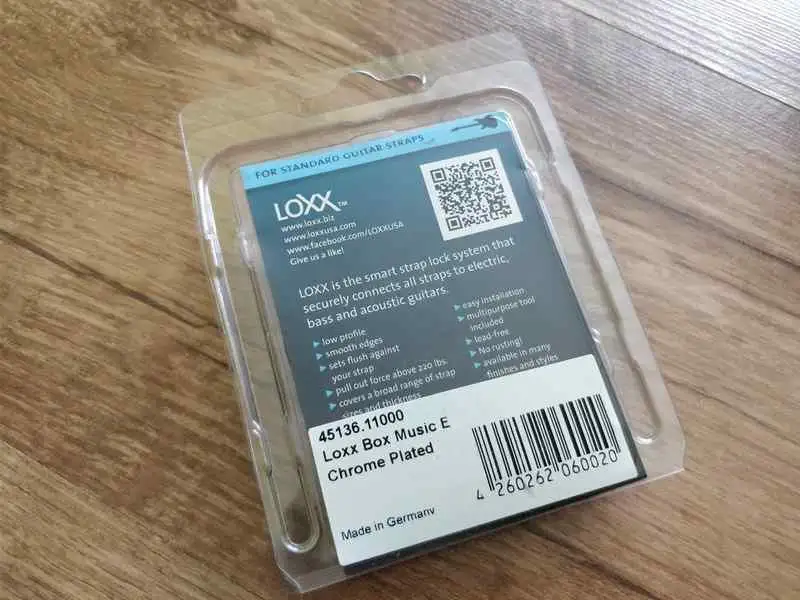 FOR STANDARD GUITAR STRAPS
LOXX™
www.loxx.biz
www.loxxusa.com
www.facebook.com/LOXXUSA
Give us a like!
LOXX is the smart strap lock system that
securely connects all straps to electric,
bass and acoustic guitars.
▶ low profile
▶ smooth edges
▶ sets flush against
your strap
▶ pull out force above 220 lbs.
▶ covers a broad range of strap
sizes and thickness
▶ easy installation
▶ multipurpose tool
included
▶ lead-free
▶ No rusting!
▶ available in many
finishes and styles
45136.11000
Loxx Box Music E
Chrome Plated
4 260262 060020
Made in Germany